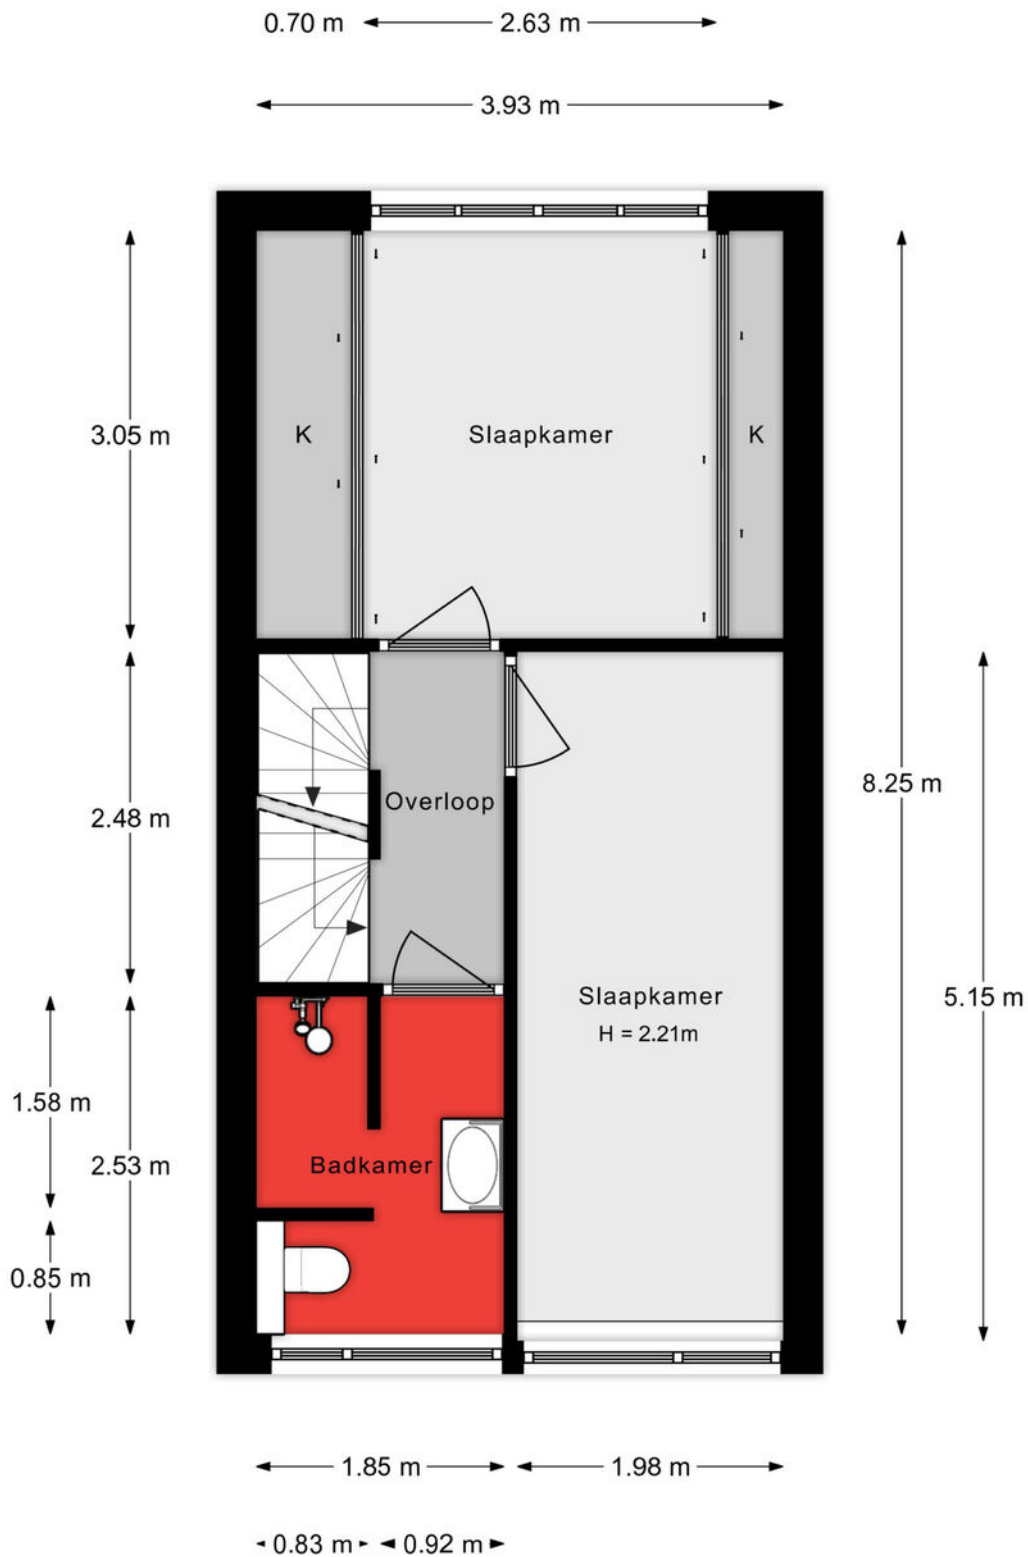 0.70 m
2.63 m
3.93 m
3.05 m
K
Slaapkamer
K
8.25 m
2.48 m
Overloop
Slaapkamer
H = 2.21m
5.15 m
1.58 m
2.53 m
Badkamer
0.85 m
1.85 m
1.98 m
0.83 m
0.92 m